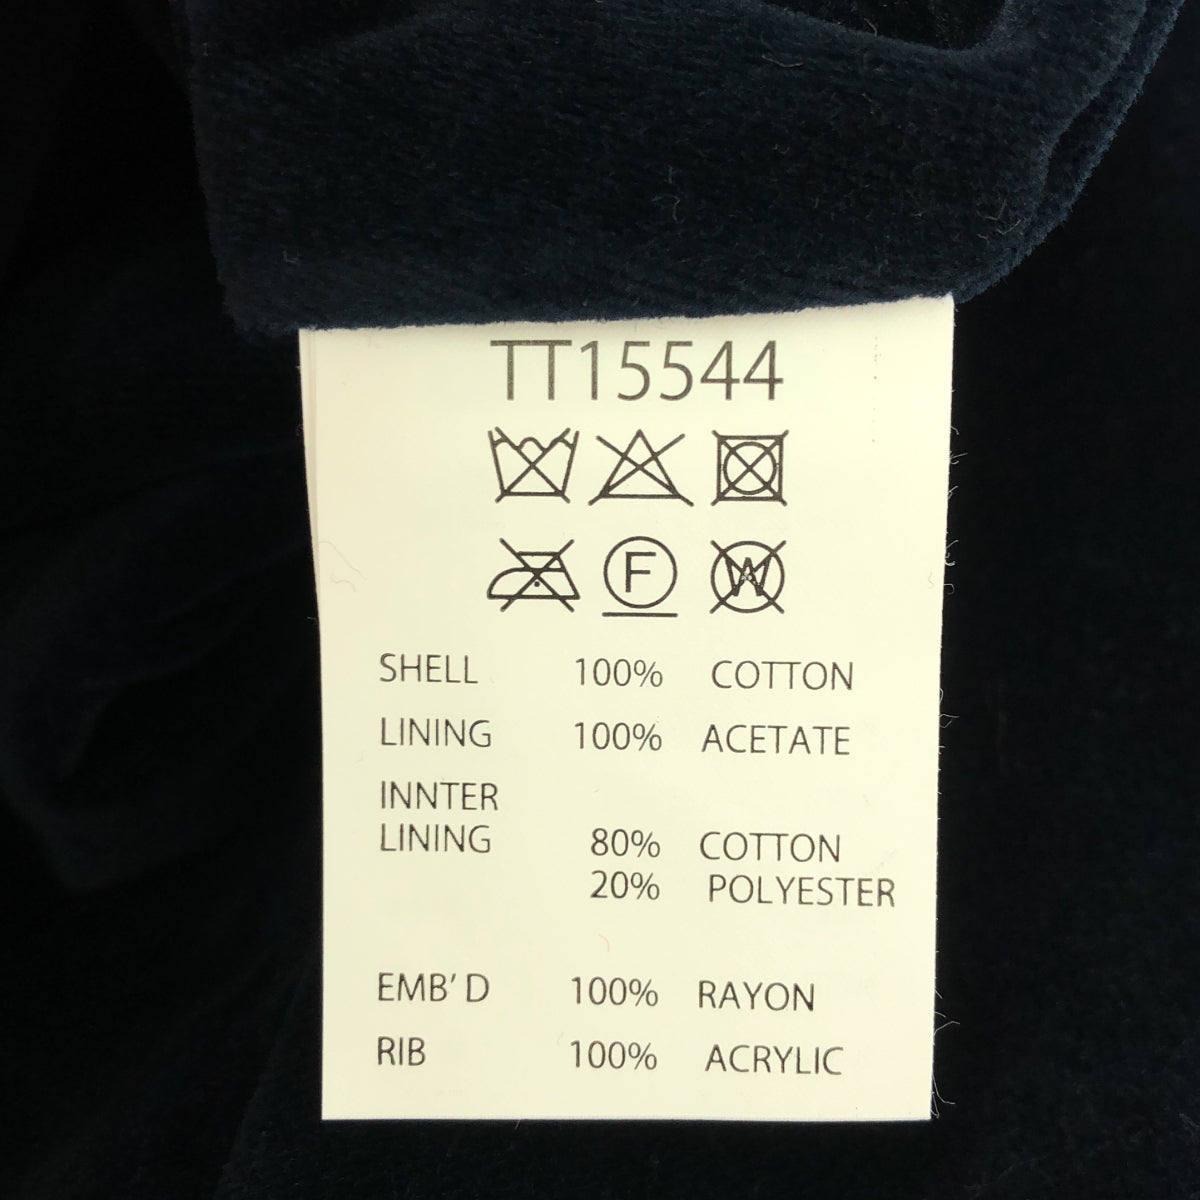 TT15544
F W
SHELL 100% COTTON
LINING 100% ACETATE
INNTER
LINING 80% COTTON
20% POLYESTER
EMB' D 100% RAYON
RIB 100% ACRYLIC